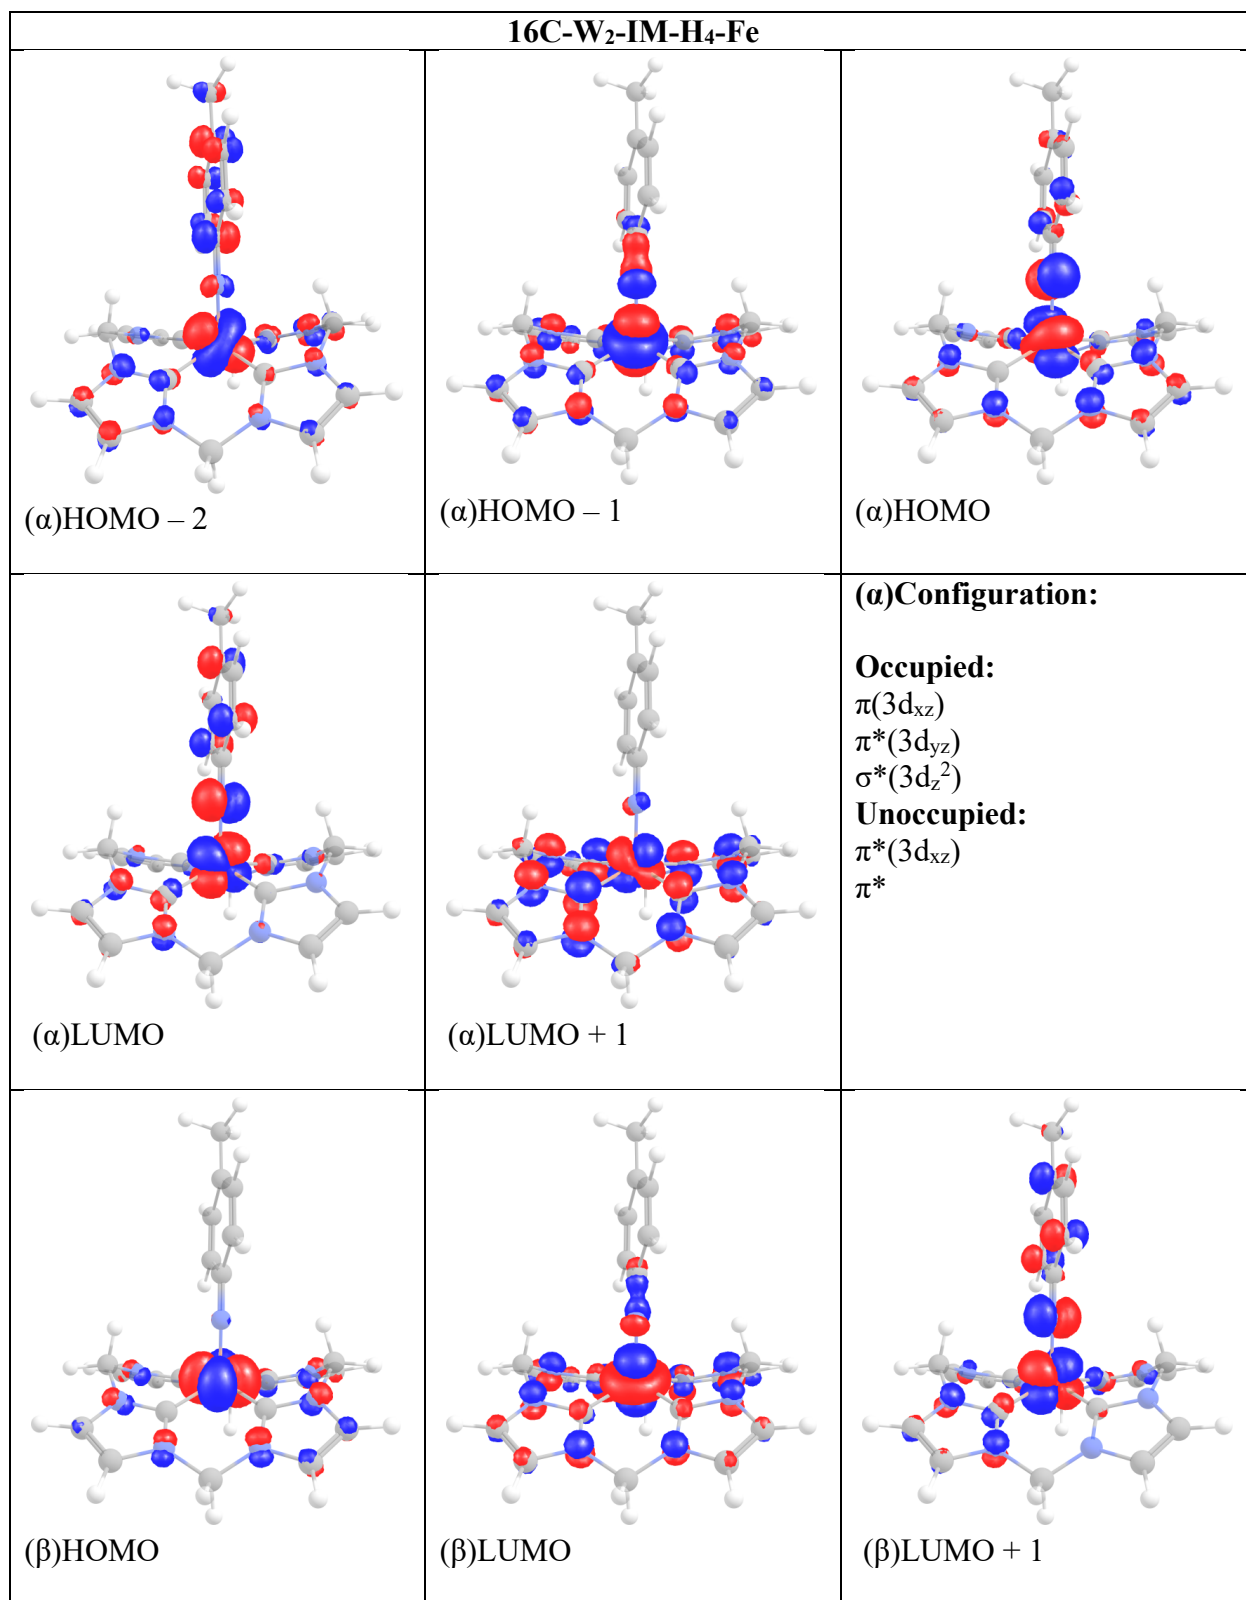 16C-W₂-IM-H₄-Fe
(α)HOMO – 2
(α)HOMO – 1
(α)HOMO
(α)LUMO
(α)LUMO + 1
(α)Configuration:
Occupied:
π(3dₓz)
π*(3dyz)
σ*(3dz²)
Unoccupied:
π*(3dₓz)
π*
(β)HOMO
(β)LUMO
(β)LUMO + 1